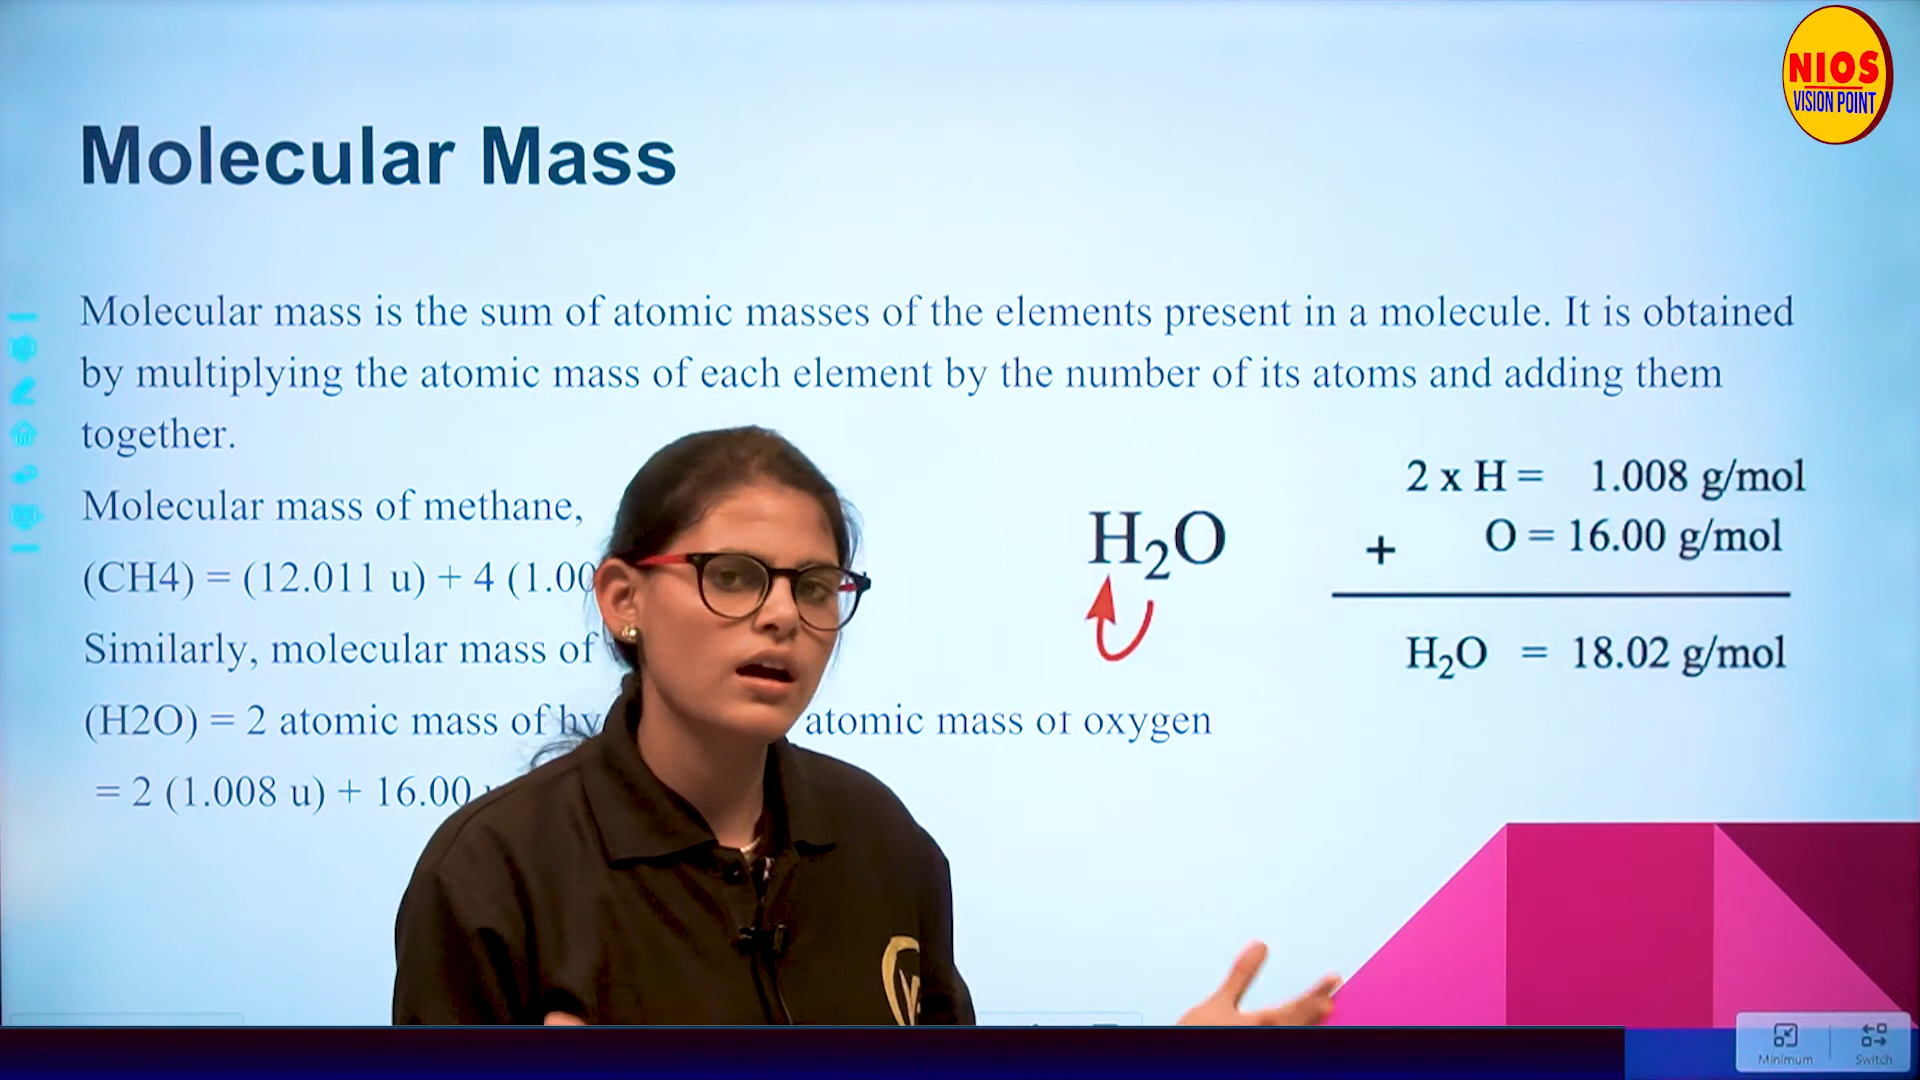 NIOS
VISION POINT
Molecular Mass
Molecular mass is the sum of atomic masses of the elements present in a molecule. It is obtained
by multiplying the atomic mass of each element by the number of its atoms and adding them
together.
Molecular mass of methane,
(CH4) = (12.011 u) + 4 (1.00
Similarly, molecular mass of
(H2O) = 2 atomic mass of hy atomic mass of oxygen
= 2 (1.008 u) + 16.00
H₂O
2 x H = 1.008 g/mol
+ O = 16.00 g/mol
H₂O = 18.02 g/mol
Minimum
Switch